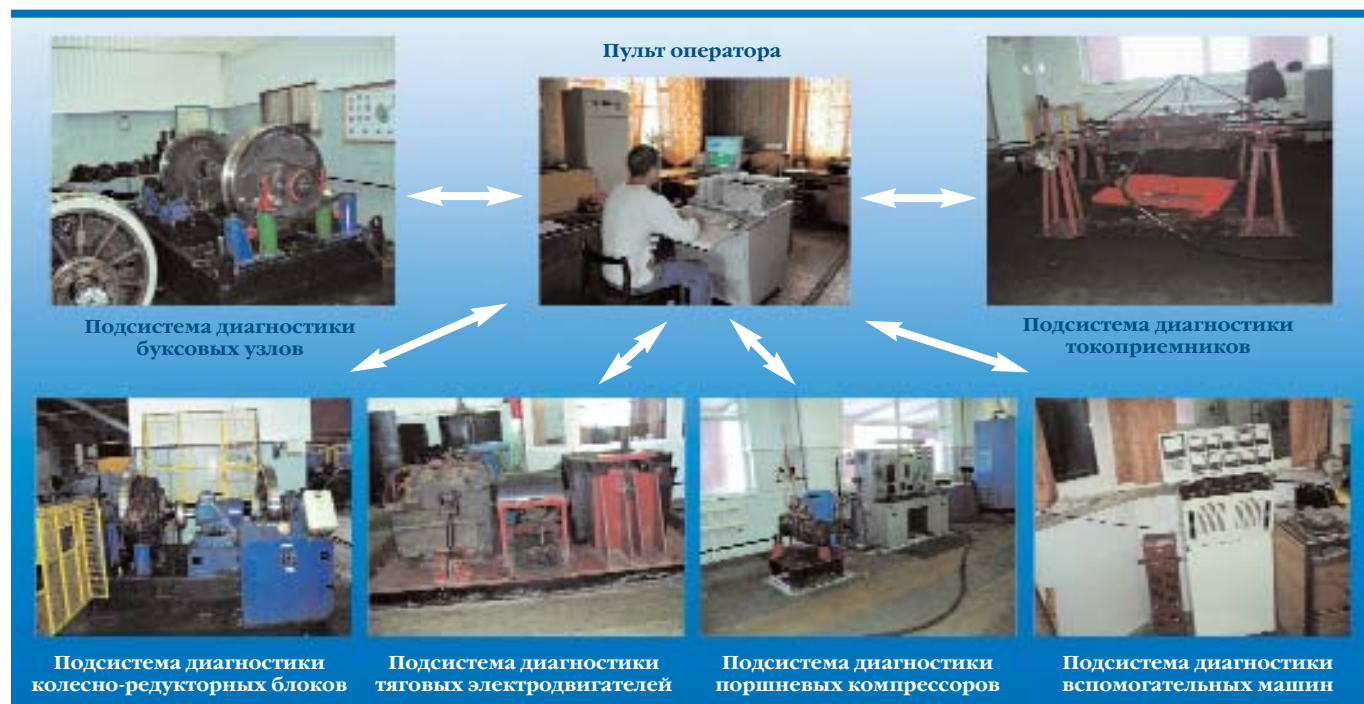 Пульт оператора
Подсистема диагностики
буксовых узлов
Подсистема диагностики
токоприемников
Подсистема диагностики
колесно-редукторных блоков
Подсистема диагностики
тяговых электродвигателей
Подсистема диагностики
поршневых компрессоров
Подсистема диагностики
вспомогательных машин